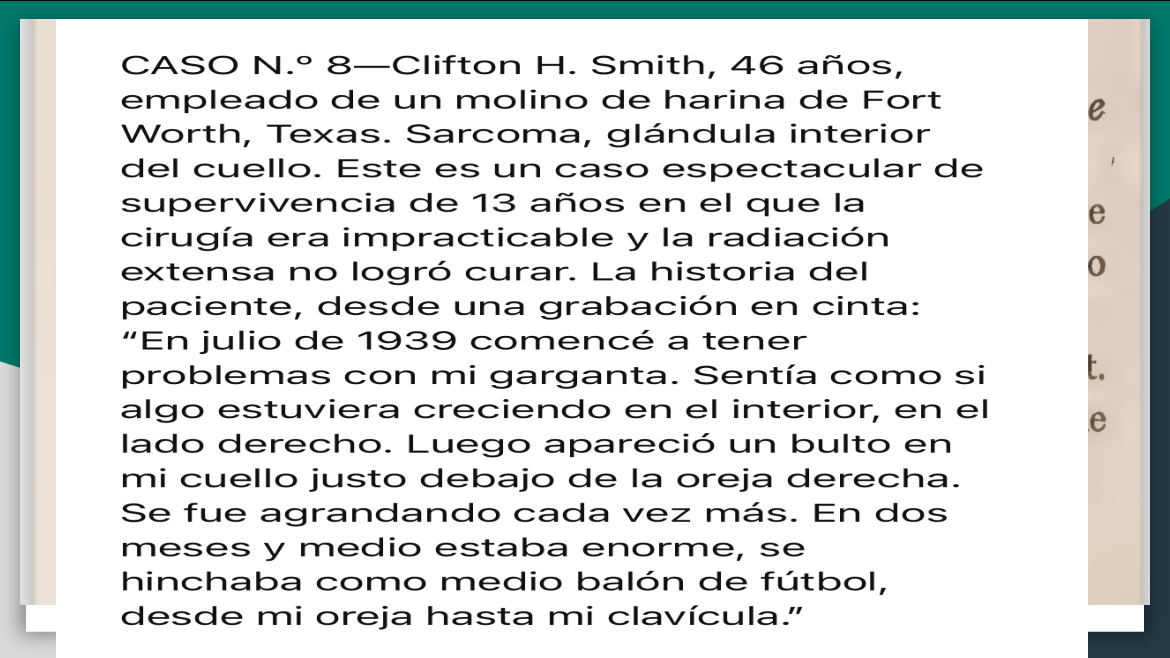 CASO N.º 8—Clifton H. Smith, 46 años,
empleado de un molino de harina de Fort
Worth, Texas. Sarcoma, glándula interior
del cuello. Este es un caso espectacular de
supervivencia de 13 años en el que la
cirugía era impracticable y la radiación
extensa no logró curar. La historia del
paciente, desde una grabación en cinta:
“En julio de 1939 comencé a tener
problemas con mi garganta. Sentía como si
algo estuviera creciendo en el interior, en el
lado derecho. Luego apareció un bulto en
mi cuello justo debajo de la oreja derecha.
Se fue agrandando cada vez más. En dos
meses y medio estaba enorme, se
hinchaba como medio balón de fútbol,
desde mi oreja hasta mi clavícula.”